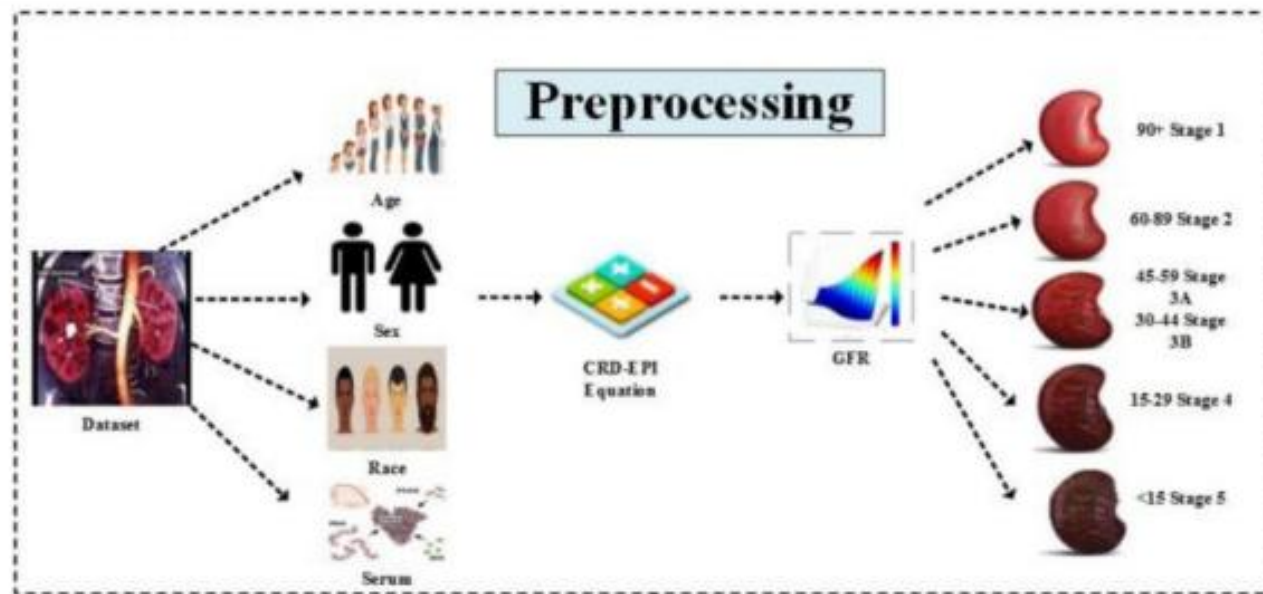 Preprocessing
Age
Sex
Race
Serum
Dataset
CRD-EPI
Equation
GFR
90+ Stage 1
60-89 Stage 2
45-59 Stage
3A
30-44 Stage
3B
15-29 Stage 4
<15 Stage 5